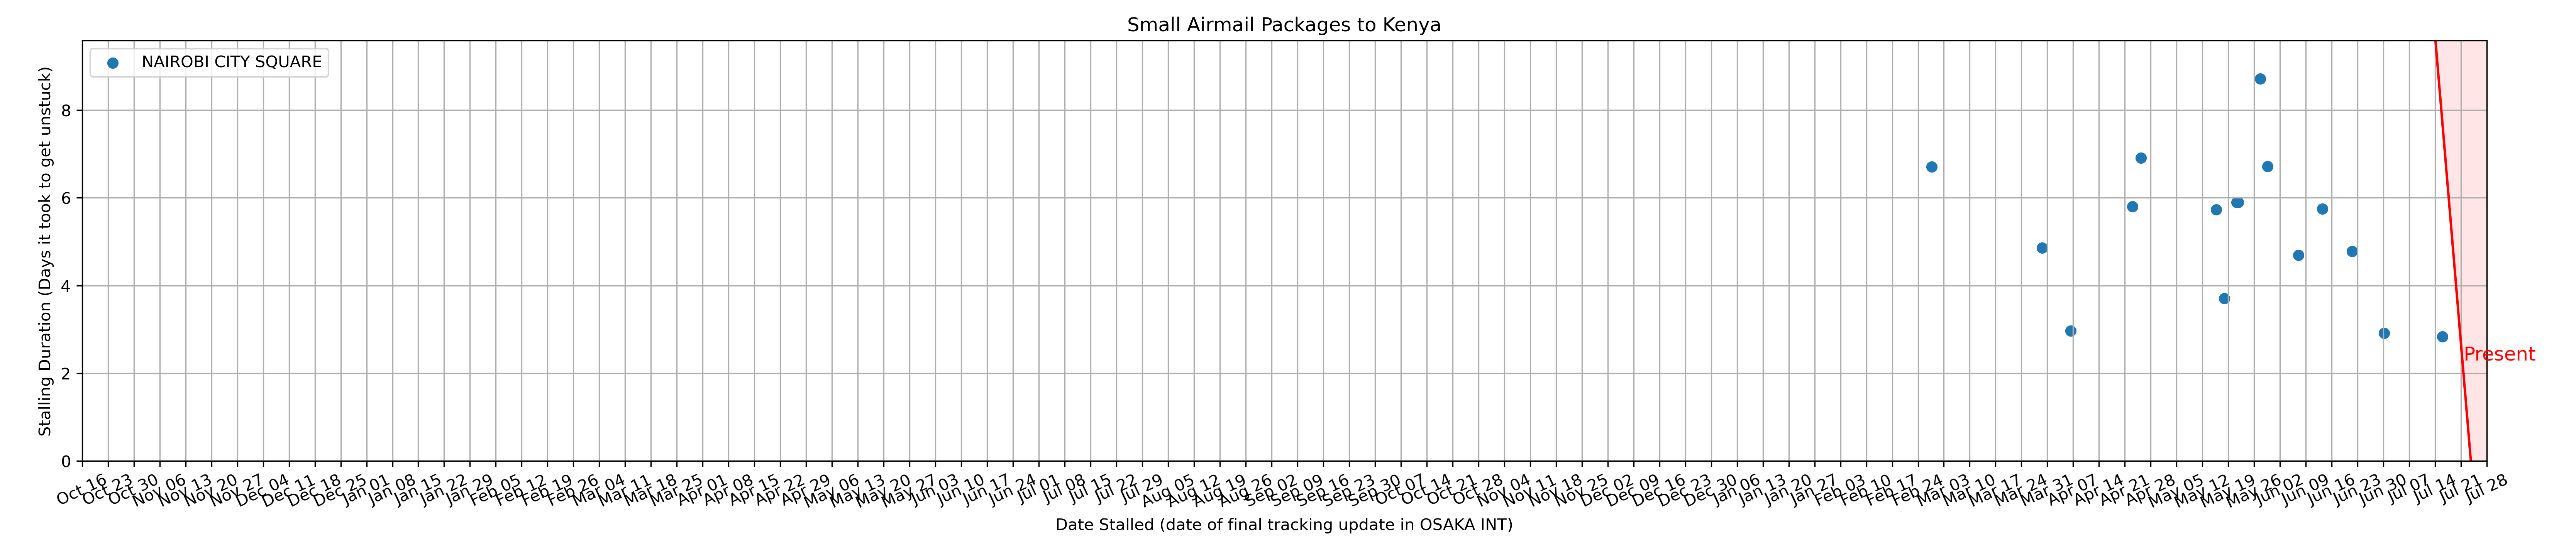 Small Airmail Packages to Kenya
NAIROBI CITY SQUARE
Stalling Duration (Days it took to get unstuck)
8
6
4
2
0
Present
Oct 16
Oct 23
Oct 30
Nov 06
Nov 13
Nov 20
Nov 27
Dec 04
Dec 11
Dec 18
Dec 25
Jan 01
Jan 08
Jan 15
Jan 22
Jan 29
Feb 05
Feb 12
Feb 19
Feb 26
Mar 04
Mar 11
Mar 18
Mar 25
Apr 01
Apr 08
Apr 15
Apr 22
Apr 29
May 06
May 13
May 20
May 27
Jun 03
Jun 10
Jun 17
Jun 24
Jul 01
Jul 08
Jul 15
Jul 22
Jul 29
Aug 05
Aug 12
Aug 19
Aug 26
Sep 02
Sep 09
Sep 16
Sep 23
Sep 30
Oct 07
Oct 14
Oct 21
Oct 28
Nov 04
Nov 11
Nov 18
Nov 25
Dec 02
Dec 09
Dec 16
Dec 23
Dec 30
Jan 06
Jan 13
Jan 20
Jan 27
Feb 03
Feb 10
Feb 17
Feb 24
Mar 03
Mar 10
Mar 17
Mar 24
Mar 31
Apr 07
Apr 14
Apr 21
Apr 28
May 05
May 12
May 19
May 26
Jun 02
Jun 09
Jun 16
Jun 23
Jun 30
Jul 07
Jul 14
Jul 21
Jul 28
Date Stalled (date of final tracking update in OSAKA INT)